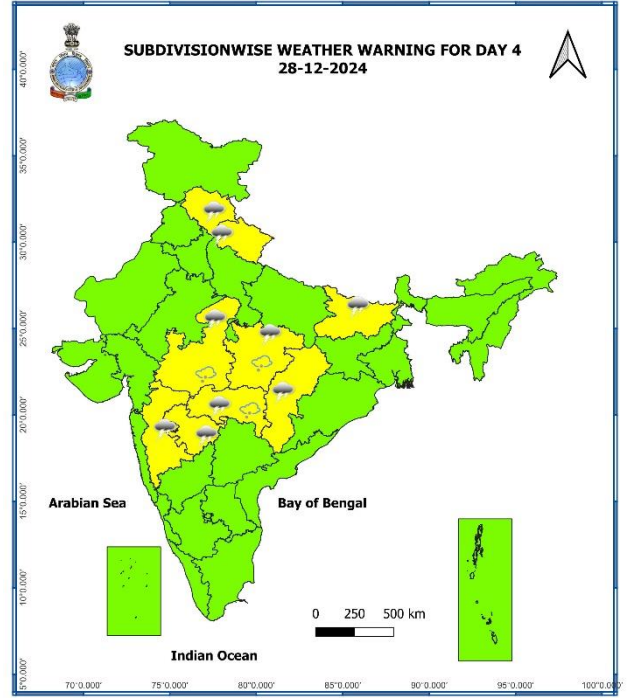 SUBDIVISIONWISE WEATHER WARNING FOR DAY 4
28-12-2024
40°0.000'
35°0.000'
30°0.000'
25°0.000'
20°0.000'
15°0.000'
10°0.000'
5°0.000'
Arabian Sea
Bay of Bengal
0 250 500 km
Indian Ocean
70°0.000' 75°0.000' 80°0.000' 85°0.000' 90°0.000' 95°0.000' 100°0.000'